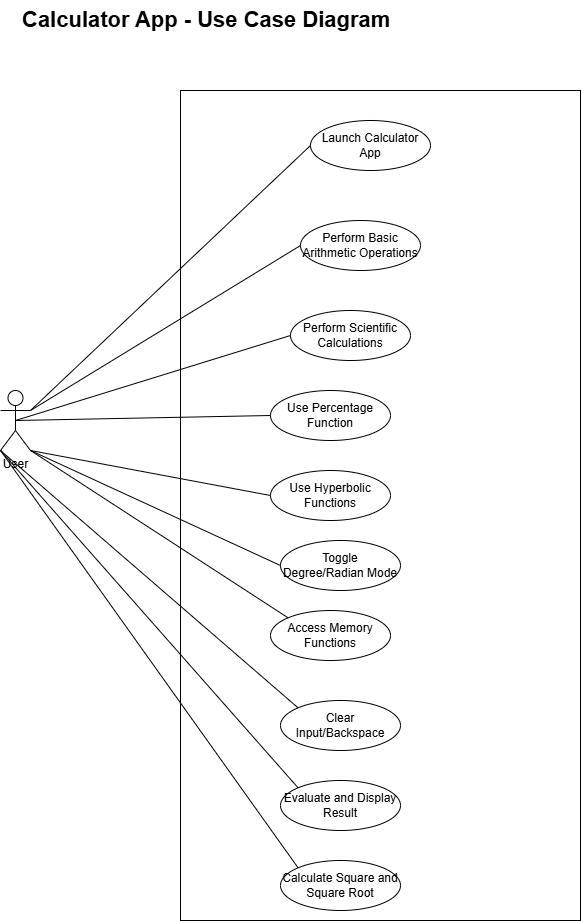 Calculator App - Use Case Diagram
Launch Calculator
App
Perform Basic
Arithmetic Operations
Perform Scientific
Calculations
Use Percentage
Function
User
Use Hyperbolic
Functions
Toggle
Degree/Radian Mode
Access Memory
Functions
Clear
Input/Backspace
Evaluate and Display
Result
Calculate Square and
Square Root